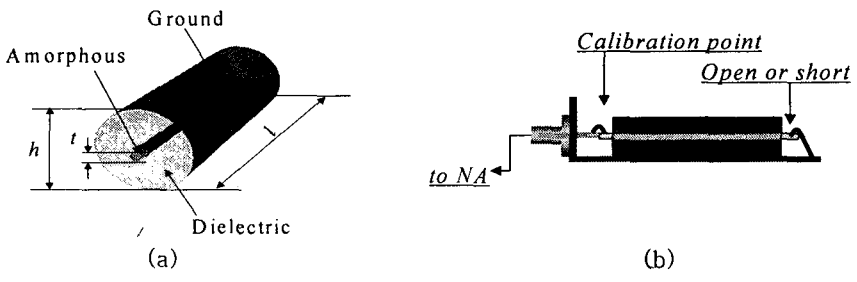 Ground
Amorphous
h
t
l
Dielectric
(a)
Calibration point
Open or short
to NA
(b)